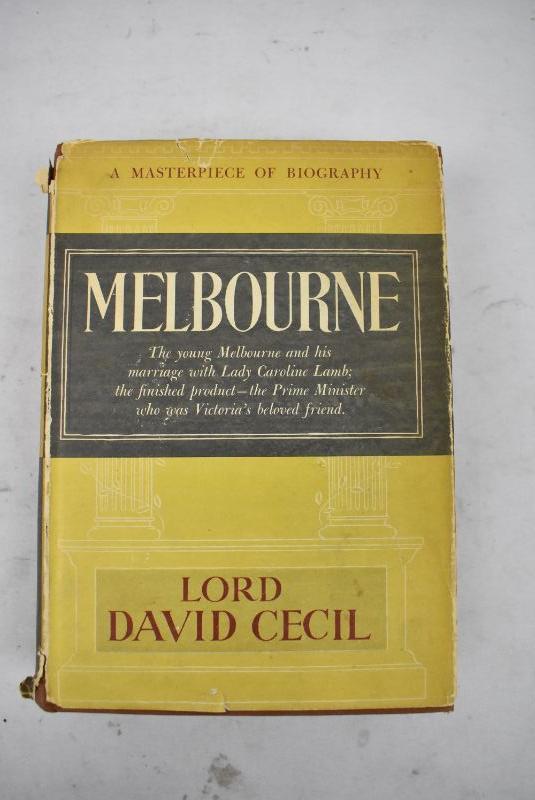 A MASTERPIECE OF BIOGRAPHY
MELBOURNE
The young Melbourne and his
marriage with Lady Caroline Lamb;
the finished product—the Prime Minister
who was Victoria's beloved friend.
LORD
DAVID CECIL